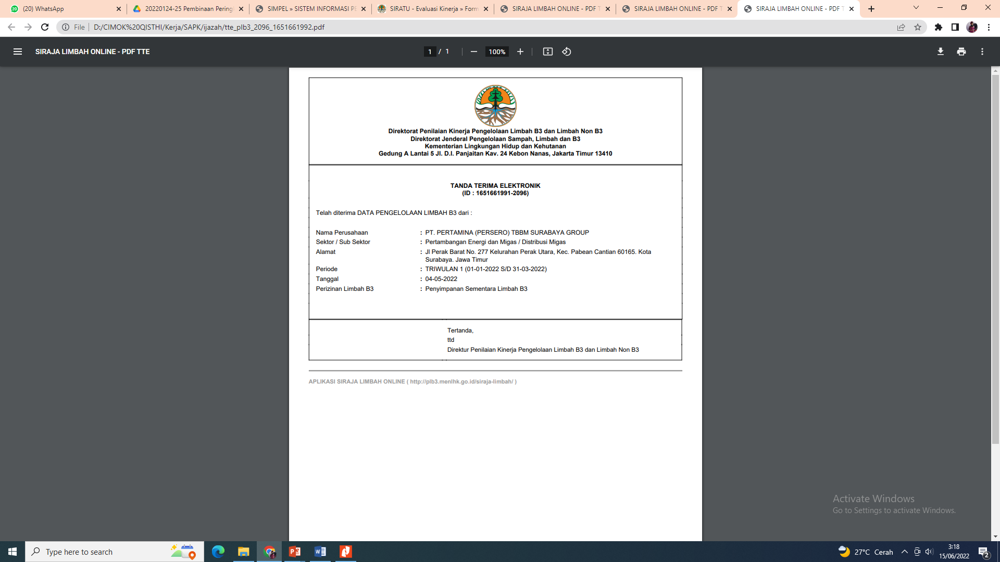 (20) WhatsApp
20220124-25 Pembinaan Pering
SIMPEL » SISTEM INFORMASI PE
SIRATU - Evaluasi Kinerja » Form
SIRAJA LIMBAH ONLINE - PDF T
SIRAJA LIMBAH ONLINE - PDF T
SIRAJA LIMBAH ONLINE - PDF T
File
D:/CIMOK%20QISTHI/Kerja/SAPK/ijazah/tte_plb3_2096_1651661992.pdf
SIRAJA LIMBAH ONLINE - PDF TTE
1 / 1
100%
Direktorat Penilaian Kinerja Pengelolaan Limbah B3 dan Limbah Non B3
Direktorat Jenderal Pengelolaan Sampah, Limbah dan B3
Kementerian Lingkungan Hidup dan Kehutanan
Gedung A Lantai 5 Jl. D.I. Panjaitan Kav. 24 Kebon Nanas, Jakarta Timur 13410
TANDA TERIMA ELEKTRONIK
(ID : 1651661991-2096)
Telah diterima DATA PENGELOLAAN LIMBAH B3 dari :
Nama Perusahaan : PT. PERTAMINA (PERSERO) TBBM SURABAYA GROUP
Sektor / Sub Sektor : Pertambangan Energi dan Migas / Distribusi Migas
Alamat : Jl Perak Barat No. 277 Kelurahan Perak Utara, Kec. Pabean Cantian 60165. Kota
Surabaya. Jawa Timur
Periode : TRIWULAN 1 (01-01-2022 S/D 31-03-2022)
Tanggal : 04-05-2022
Perizinan Limbah B3 : Penyimpanan Sementara Limbah B3
Tertanda,
ttd
Direktur Penilaian Kinerja Pengelolaan Limbah B3 dan Limbah Non B3
APLIKASI SIRAJA LIMBAH ONLINE ( http://plb3.menlhk.go.id/siraja-limbah/ )
Activate Windows
Go to Settings to activate Windows.
Type here to search
27°C Cerah
3:18
15/06/2022
2